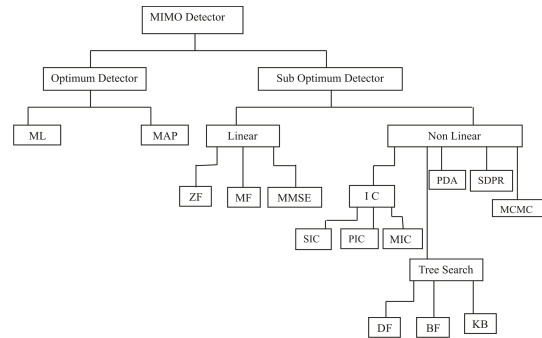 MIMO Detector
Optimum Detector
Sub Optimum Detector
ML
MAP
Linear
Non Linear
ZF
MF
MMSE
I C
PDA
SDPR
MCMC
SIC
PIC
MIC
Tree Search
DF
BF
KB